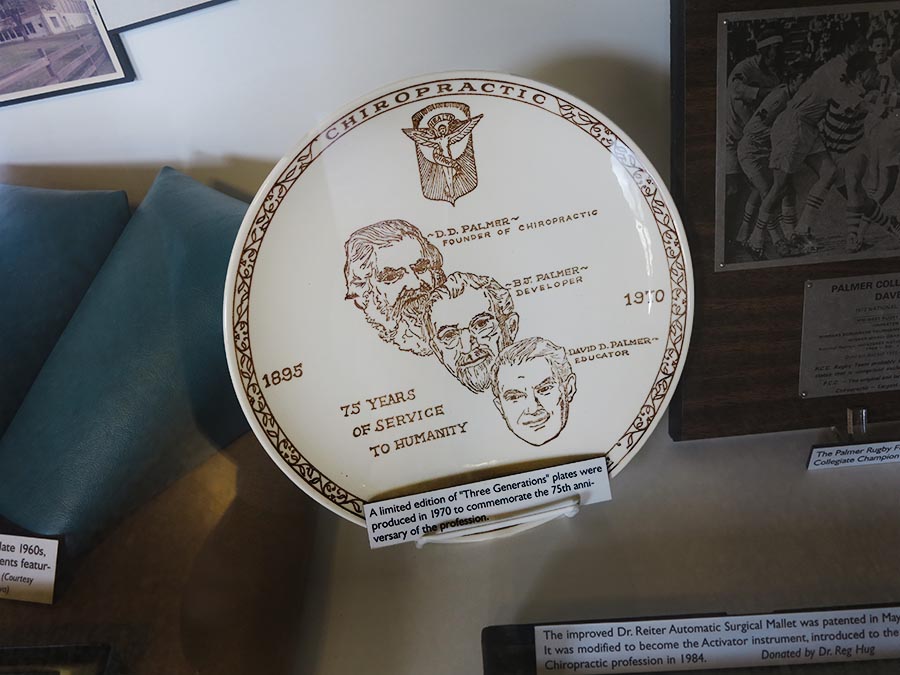 CHIROPRACTIC
HEALTH
~D.D. PALMER~
FOUNDER OF CHIROPRACTIC
~B.J. PALMER~
DEVELOPER
1970
DAVID D. PALMER~
EDUCATOR
1895
75 YEARS
OF SERVICE
TO HUMANITY
A limited edition of "Three Generations" plates were
produced in 1970 to commemorate the 75th anni-
versary of the profession.
PALMER COLL
DAVE
The Palmer Rugby F
Collegiate Champion
late 1960s,
ents featur-
(Courtesy
The improved Dr. Reiter Automatic Surgical Mallet was patented in May
It was modified to become the Activator instrument, introduced to the
Chiropractic profession in 1984. Donated by Dr. Reg Hug